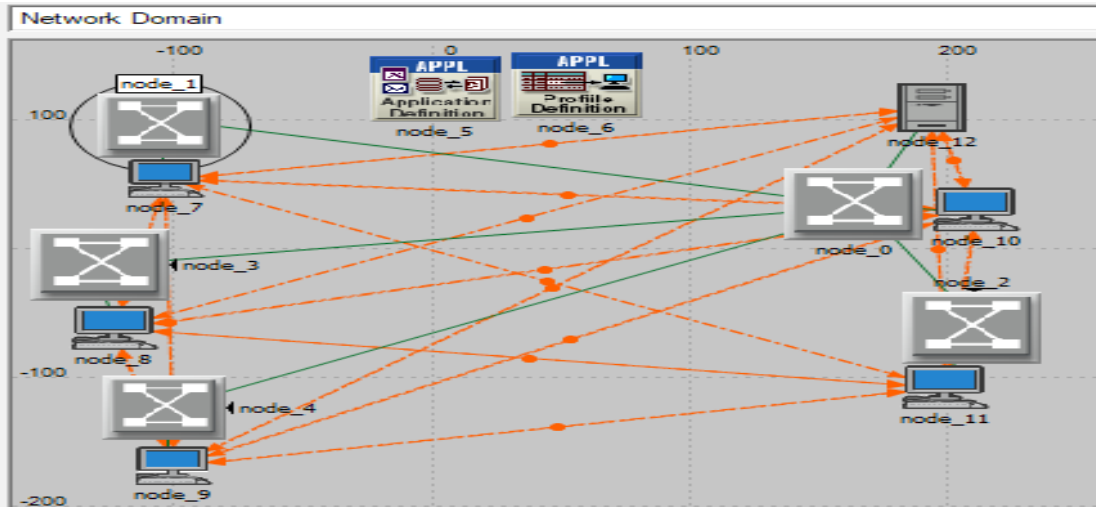 Network Domain
-100
0
100
200
node_1
APPL
Application
Definition
node_5
APPL
Profile
Definition
node_6
100
node_12
node_7
node_10
node_0
node_3
node_2
node_8
-100
node_4
node_11
node_9
-200